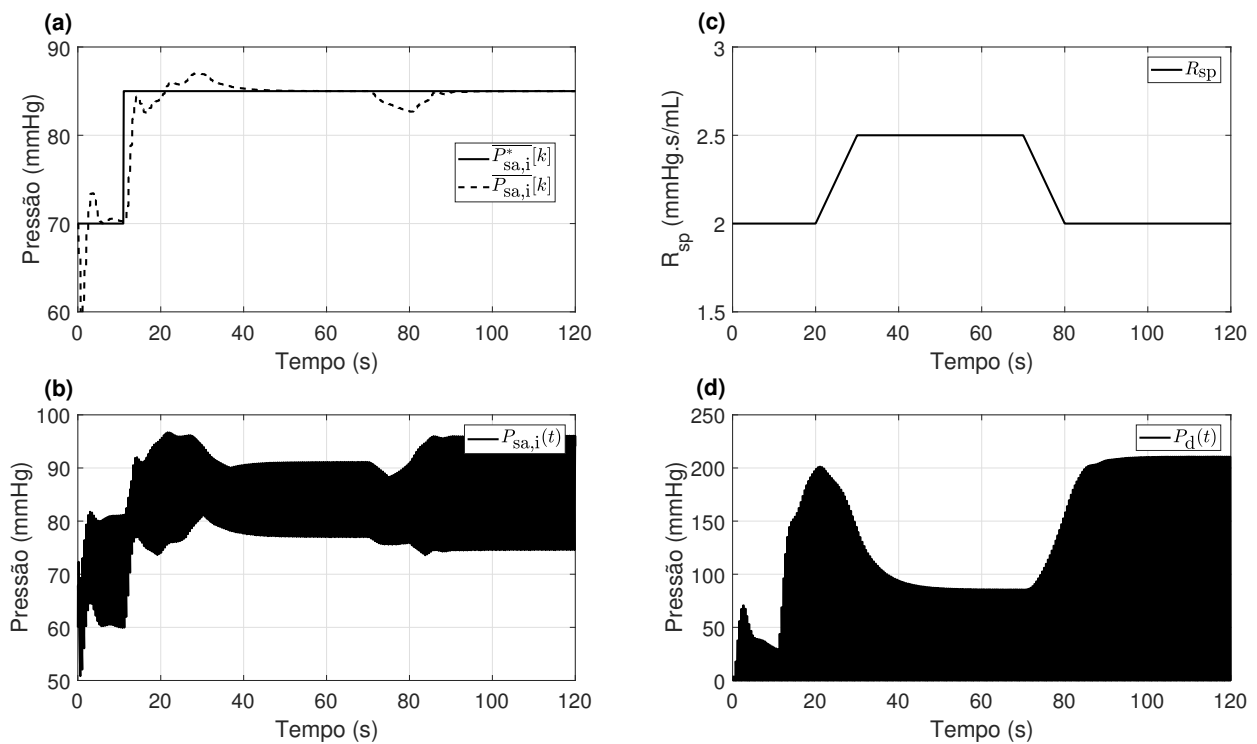 (a)
90
80
70
60
Pressão (mmHg)
0 20 40 60 80 100 120
Tempo (s)
P*sa,i[k]
Psa,i[k]
(c)
3
2.5
2
1.5
Rsp (mmHg.s/mL)
0 20 40 60 80 100 120
Tempo (s)
Rsp
(b)
100
90
80
70
60
50
Pressão (mmHg)
0 20 40 60 80 100 120
Tempo (s)
Psa,i(t)
(d)
250
200
150
100
50
0
Pressão (mmHg)
0 20 40 60 80 100 120
Tempo (s)
Pd(t)